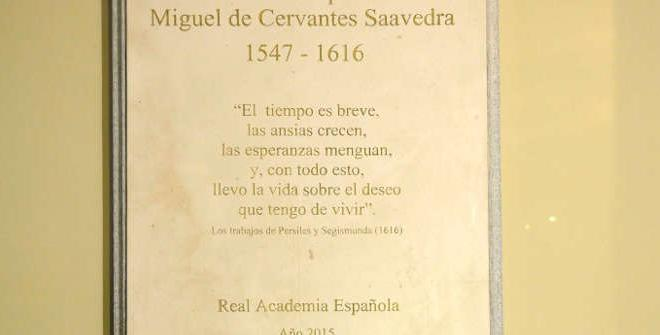 Miguel de Cervantes Saavedra
1547 - 1616
“El tiempo es breve,
las ansias crecen,
las esperanzas menguan,
y, con todo esto,
llevo la vida sobre el deseo
que tengo de vivir”.
Los trabajos de Persiles y Segismunda (1616)
Real Academia Española
Año 2015